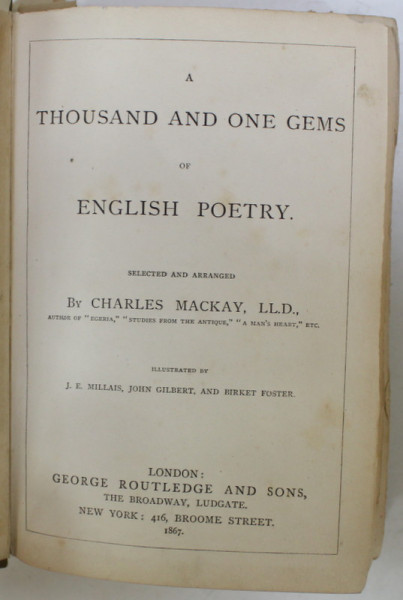 A
THOUSAND AND ONE GEMS
OF
ENGLISH POETRY.
SELECTED AND ARRANGED
By CHARLES MACKAY, LL.D.,
AUTHOR OF "EGERIA," "STUDIES FROM THE ANTIQUE," "A MAN'S HEART," ETC.
ILLUSTRATED BY
J. E. MILLAIS, JOHN GILBERT, AND BIRKET FOSTER.
LONDON:
GEORGE ROUTLEDGE AND SONS,
THE BROADWAY, LUDGATE.
NEW YORK: 416, BROOME STREET.
1867.